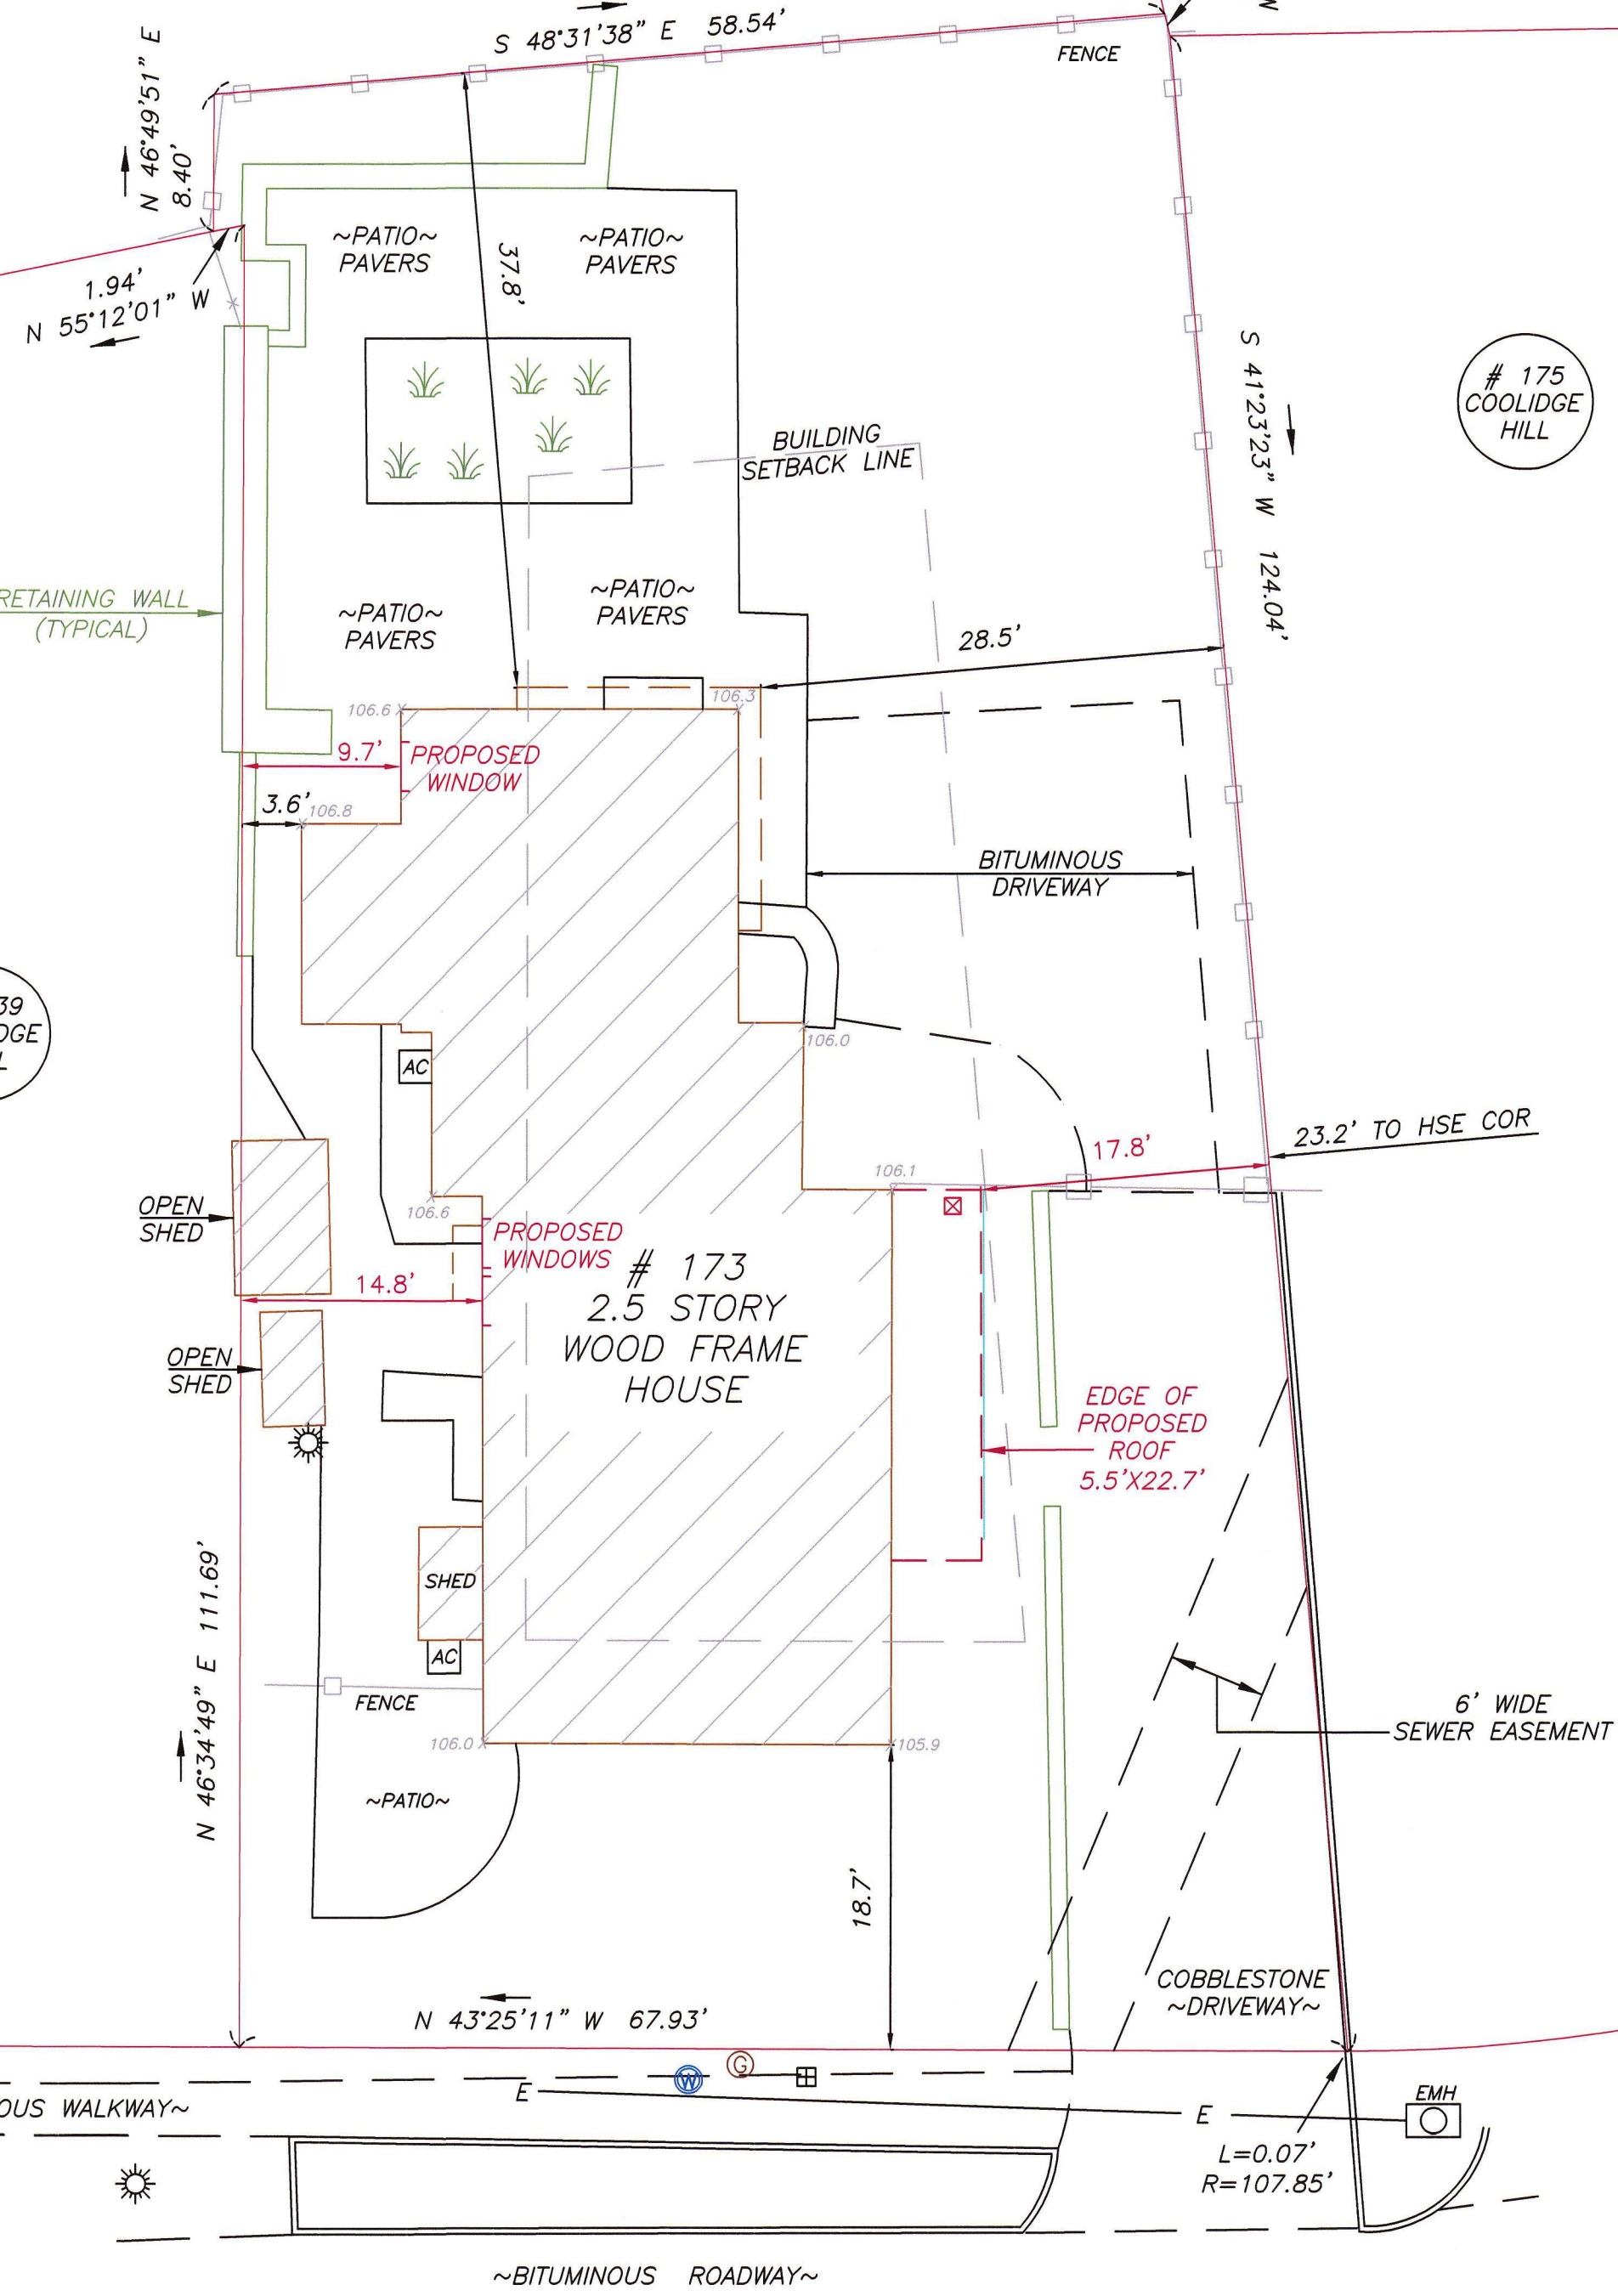 S 48°31'38" E 58.54'
W
FENCE
N 46°49'51" E
8.40'
~PATIO~
PAVERS
~PATIO~
PAVERS
37.8'
1.94'
N 55°12'01" W
S 41°23'23" W 124.04'
# 175
COOLIDGE
HILL
BUILDING
SETBACK LINE
RETAINING WALL
(TYPICAL)
~PATIO~
PAVERS
~PATIO~
PAVERS
28.5'
106.6
106.3
9.7'
PROPOSED
WINDOW
3.6'
106.8
BITUMINOUS
DRIVEWAY
39
DGE
L
AC
106.0
23.2' TO HSE COR
17.8'
106.1
OPEN
SHED
106.6
PROPOSED
WINDOWS
14.8'
# 173
2.5 STORY
WOOD FRAME
HOUSE
OPEN
SHED
EDGE OF
PROPOSED
ROOF
5.5'X22.7'
SHED
AC
N 46°34'49" E 111.69'
FENCE
6' WIDE
SEWER EASEMENT
106.0
105.9
~PATIO~
18.7'
COBBLESTONE
~DRIVEWAY~
N 43°25'11" W 67.93'
G
W
E
E
EMH
OUS WALKWAY~
L=0.07'
R=107.85'
~BITUMINOUS ROADWAY~